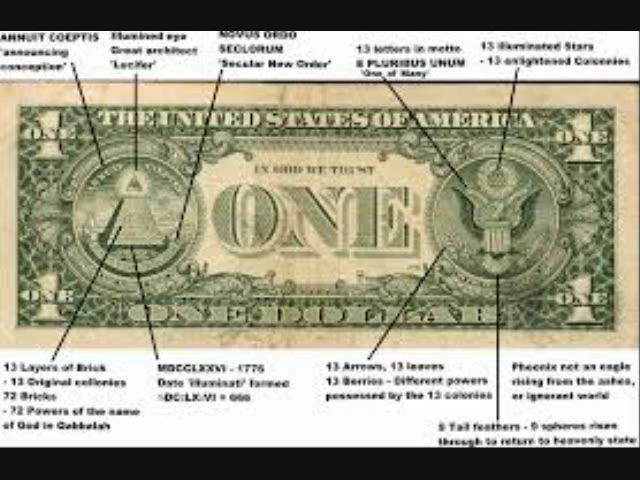 ANNUIT COEPTIS
'announcing
conception'
Illumined eye
Great architect
'Lucifer'
NOVUS ORDO
SECLORUM
'Secular New Order'
13 letters in motto
E PLURIBUS UNUM
'One of Many'
13 Illuminated Stars
- 13 enlightened Colonies
THE UNITED STATES OF AMERICA
ONE
1
ONE
1
IN GOD WE TRUST
ONE
1
ONE
1
ONE
ONE DOLLAR
13 Layers of Brick
- 13 Original colonies
72 Bricks
- 72 Powers of the name
of God in Qabbalah
MDCCLXXVI - 1776
Date 'Illuminati' formed
DC:LX:VI = 666
13 Arrows, 13 leaves
13 Berries - Different powers
possessed by the 13 colonies
Phoenix not an eagle
rising from the ashes,
or ignorant world
9 Tail feathers - 9 spheres risen
through to return to heavenly state